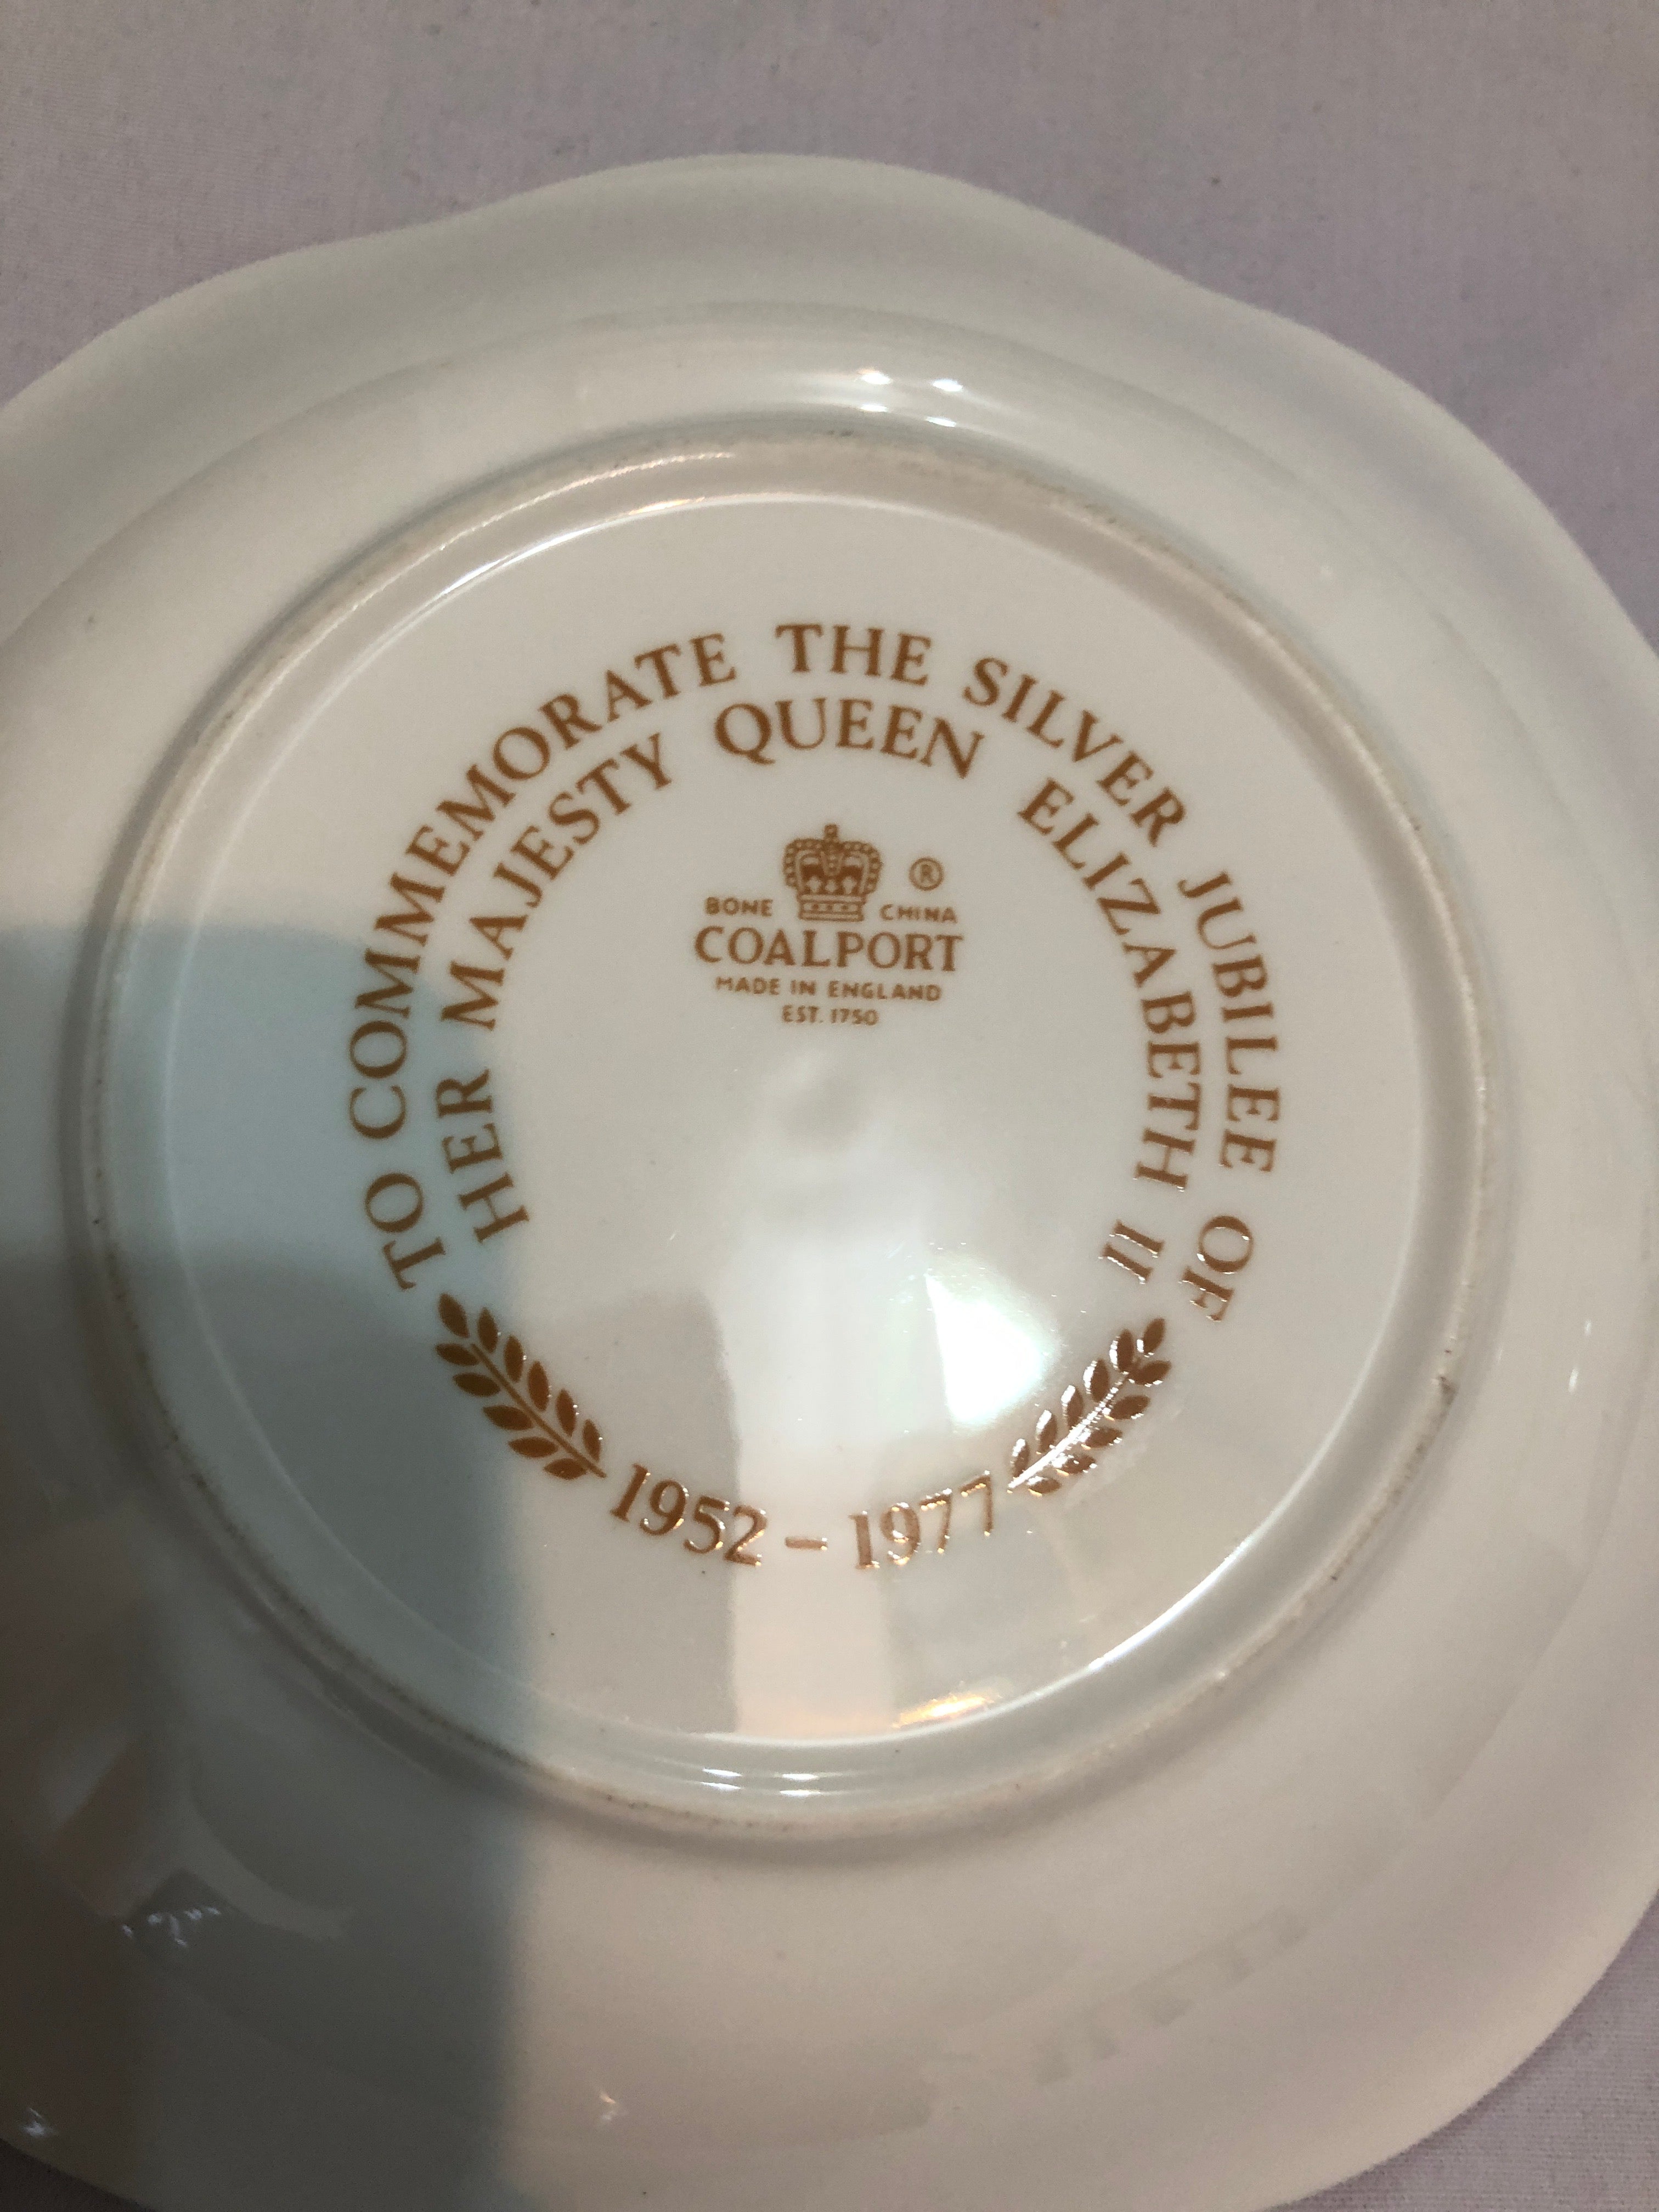 TO COMMEMORATE THE SILVER JUBILEE OF
HER MAJESTY QUEEN ELIZABETH II
®
BONE CHINA
COALPORT
MADE IN ENGLAND
EST. 1750
1952 – 1977